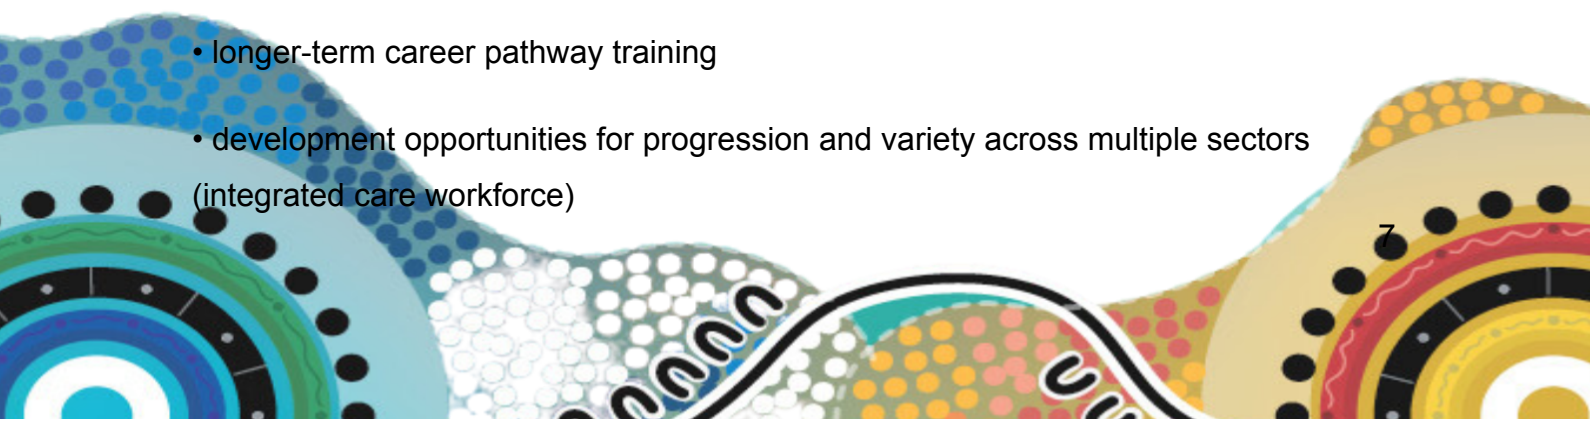 • longer-term career pathway training
• development opportunities for progression and variety across multiple sectors
(integrated care workforce)
7